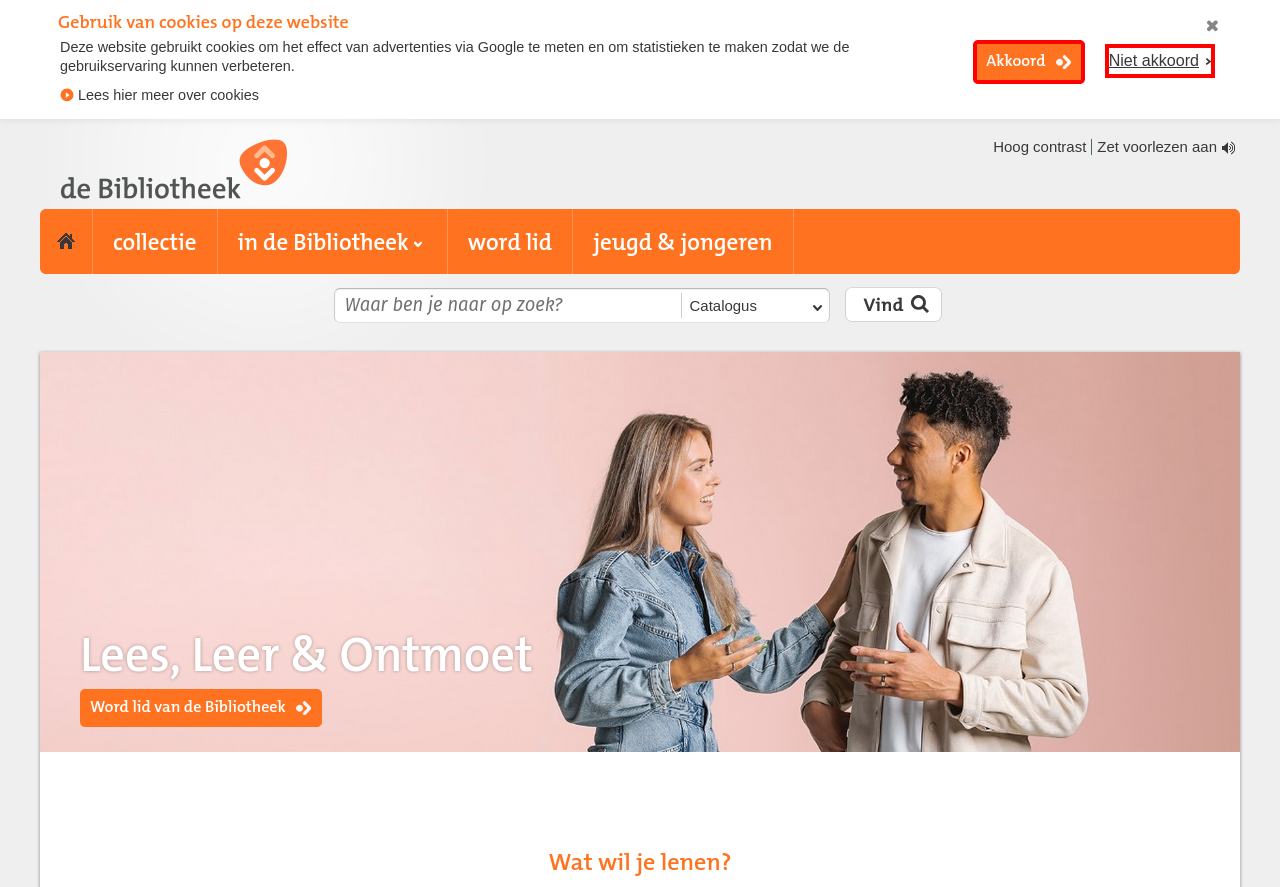 Gebruik van cookies op deze website
Deze website gebruikt cookies om het effect van advertenties via Google te meten en om statistieken te maken zodat we de
gebruikservaring kunnen verbeteren.
Lees hier meer over cookies
Akkoord
Niet akkoord
Hoog contrast
Zet voorlezen aan
de Bibliotheek
collectie
in de Bibliotheek
word lid
jeugd & jongeren
Waar ben je naar op zoek?
Catalogus
Vind
Lees, Leer & Ontmoet
Word lid van de Bibliotheek
Wat wil je lenen?